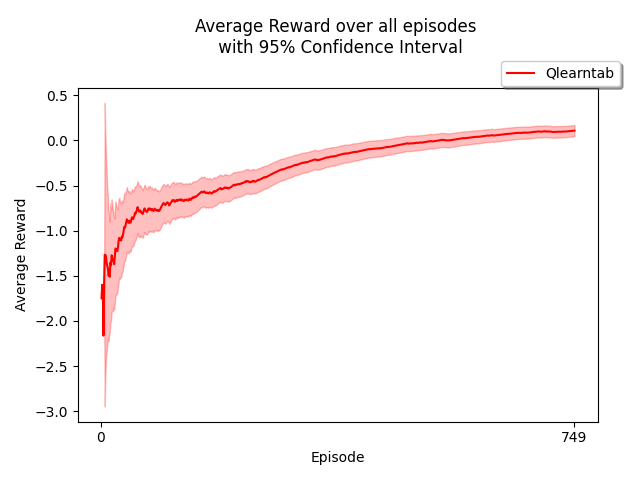 Average Reward over all episodes
with 95% Confidence Interval
Qlearntab
0.5
0.0
−0.5
−1.0
−1.5
−2.0
−2.5
−3.0
Average Reward
0
749
Episode